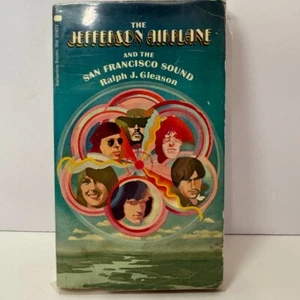 THE
JEFFERSON AIRPLANE
AND THE
SAN FRANCISCO SOUND
Ralph J. Gleason